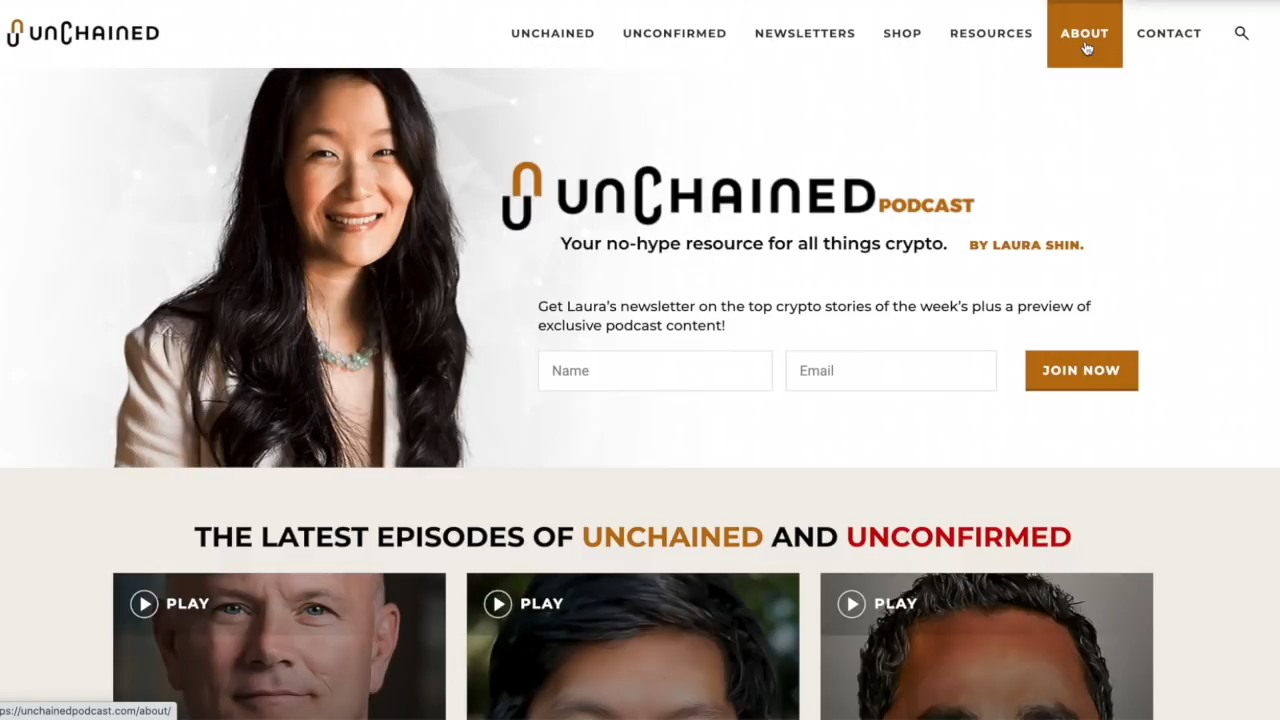 UNCHAINED
UNCHAINED UNCONFIRMED NEWSLETTERS SHOP RESOURCES ABOUT CONTACT
UNCHAINED PODCAST
Your no-hype resource for all things crypto. BY LAURA SHIN.
Get Laura's newsletter on the top crypto stories of the week's plus a preview of
exclusive podcast content!
Name Email JOIN NOW
THE LATEST EPISODES OF UNCHAINED AND UNCONFIRMED
PLAY PLAY PLAY
ps://unchainedpodcast.com/about/